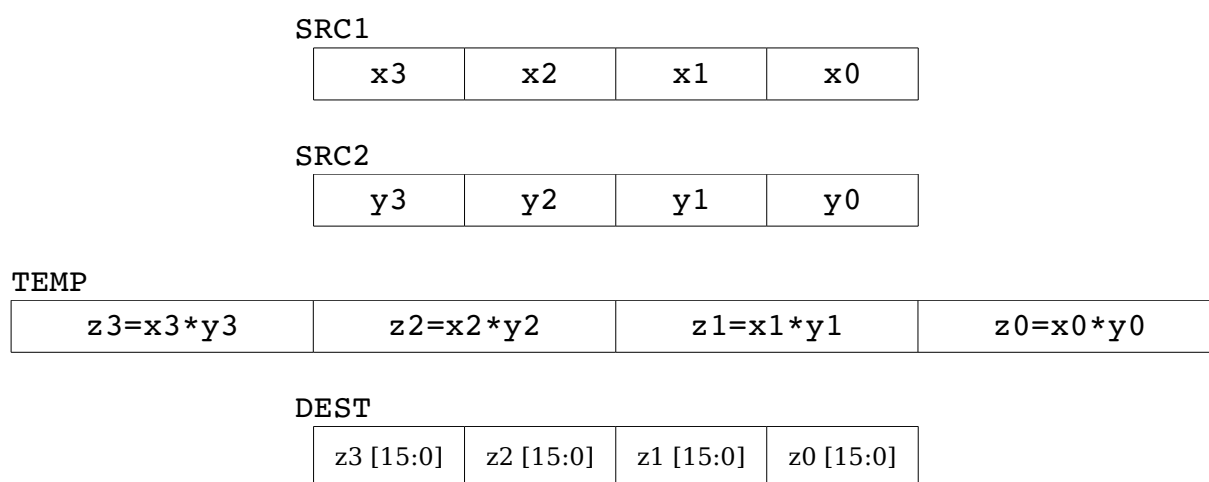 SRC1
x3 x2 x1 x0
SRC2
y3 y2 y1 y0
TEMP
z3=x3*y3 z2=x2*y2 z1=x1*y1 z0=x0*y0
DEST
z3 [15:0] z2 [15:0] z1 [15:0] z0 [15:0]